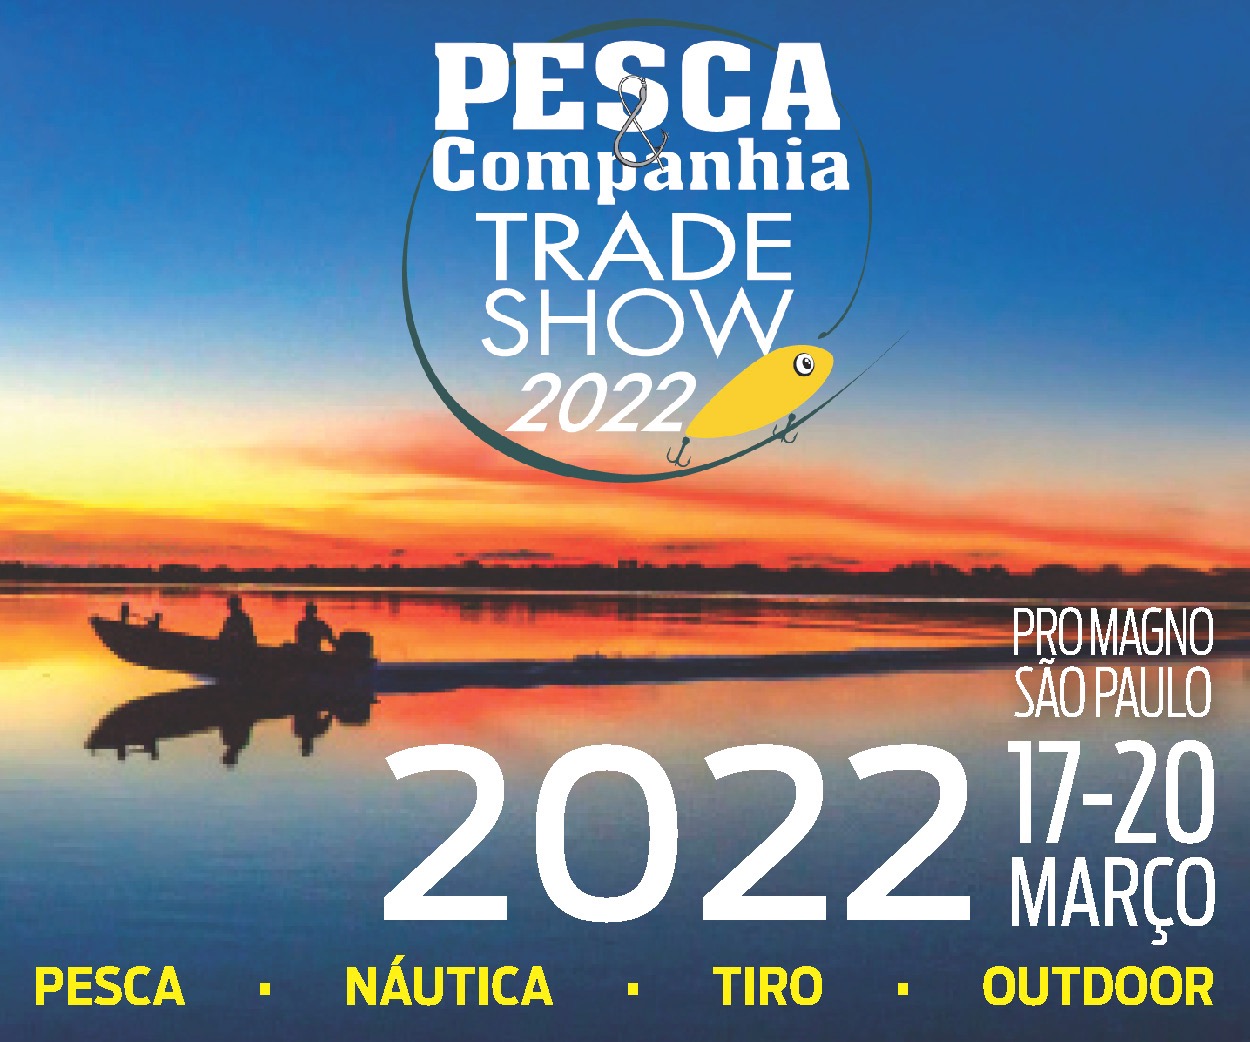 PESCA
&
Companhia
TRADE
SHOW
2022
PRO MAGNO
SÃO PAULO
2022
17-20
MARÇO
PESCA . NÁUTICA . TIRO . OUTDOOR